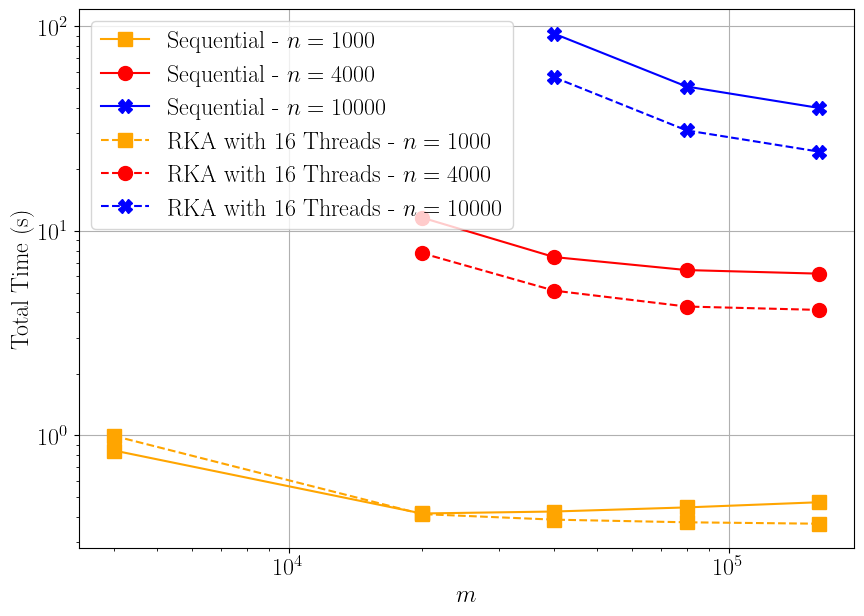 10²
Sequential - n = 1000
Sequential - n = 4000
Sequential - n = 10000
RKA with 16 Threads - n = 1000
RKA with 16 Threads - n = 4000
RKA with 16 Threads - n = 10000
10¹
Total Time (s)
10⁰
10⁴
10⁵
m